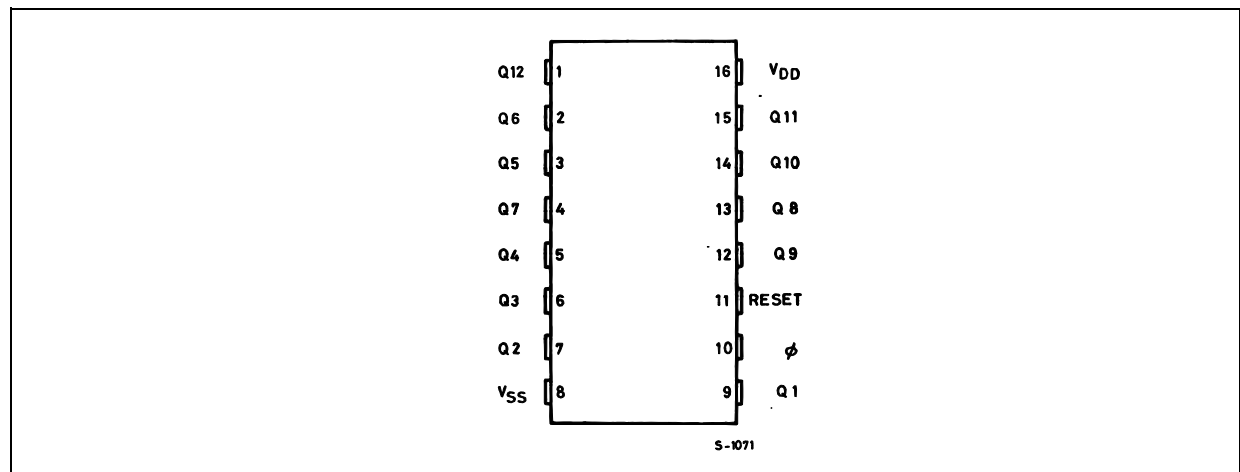 Q12 1 16 VDD
Q6 2 15 Q11
Q5 3 14 Q10
Q7 4 13 Q8
Q4 5 12 Q9
Q3 6 11 RESET
Q2 7 10 ϕ
VSS 8 9 Q1
S-1071